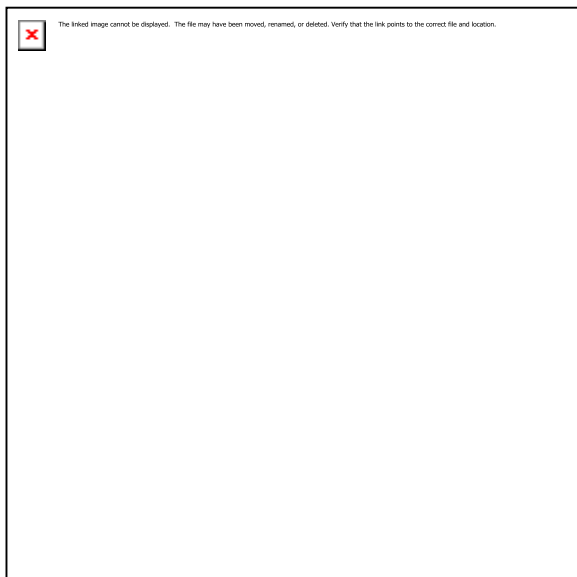 The linked image cannot be displayed.  The file may have been moved, renamed, or deleted. Verify that the link points to the correct file and location.